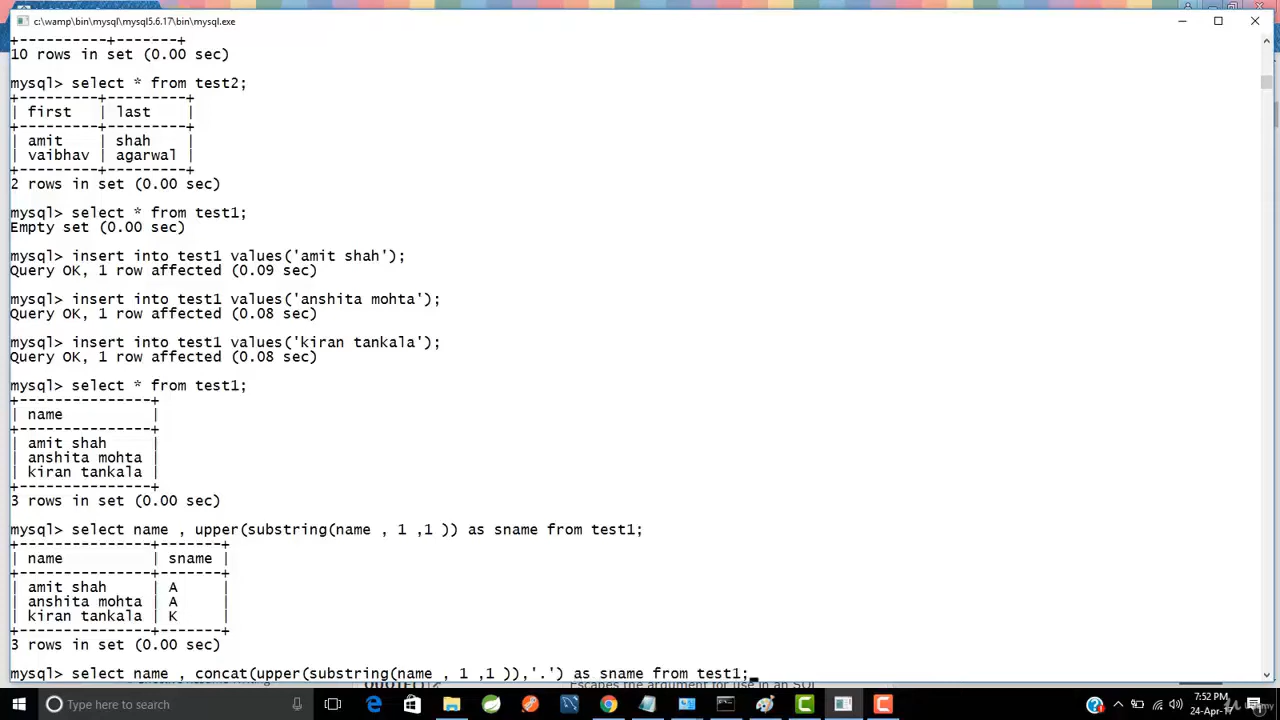 c:\wamp\bin\mysql\mysql5.6.17\bin\mysql.exe
+----------+-------+
10 rows in set (0.00 sec)
mysql> select * from test2;
+---------+---------+
| first   | last    |
+---------+---------+
| amit    | shah    |
| vaibhav | agarwal |
+---------+---------+
2 rows in set (0.00 sec)
mysql> select * from test1;
Empty set (0.00 sec)
mysql> insert into test1 values('amit shah');
Query OK, 1 row affected (0.09 sec)
mysql> insert into test1 values('anshita mohta');
Query OK, 1 row affected (0.08 sec)
mysql> insert into test1 values('kiran tankala');
Query OK, 1 row affected (0.08 sec)
mysql> select * from test1;
+---------------+
| name          |
+---------------+
| amit shah     |
| anshita mohta |
| kiran tankala |
+---------------+
3 rows in set (0.00 sec)
mysql> select name , upper(substring(name , 1 ,1 )) as sname from test1;
+---------------+-------+
| name          | sname |
+---------------+-------+
| amit shah     | A     |
| anshita mohta | A     |
| kiran tankala | K     |
+---------------+-------+
3 rows in set (0.00 sec)
mysql> select name , concat(upper(substring(name , 1 ,1 )),'.') as sname from test1;
Escapes the argument for use in an SQL
Type here to search
7:52 PM
24-Apr-